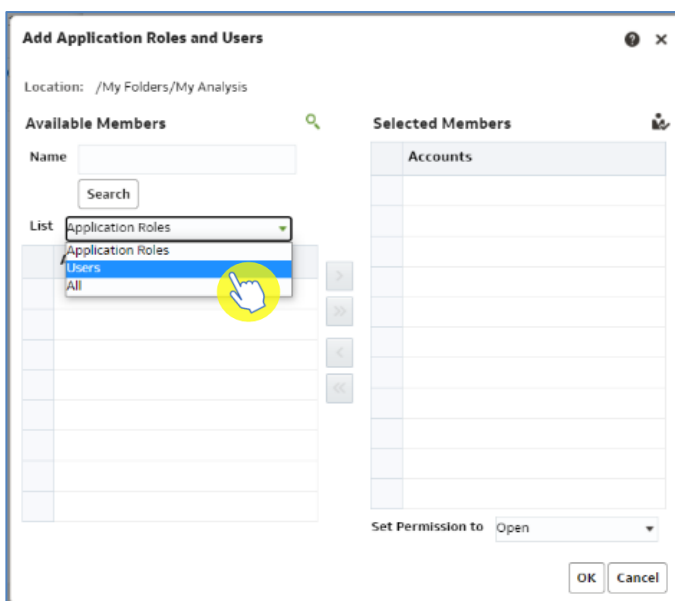 Add Application Roles and Users
Location: /My Folders/My Analysis
Available Members
Name
Search
List Application Roles
Application Roles
Users
All
Selected Members
Accounts
Set Permission to Open
OK Cancel